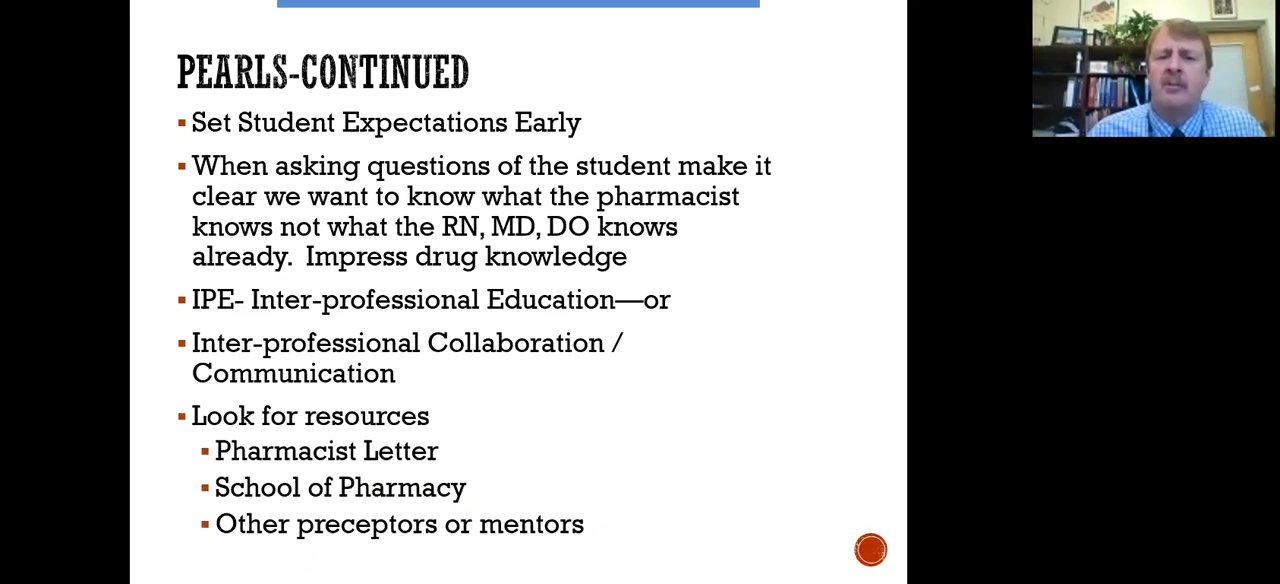 PEARLS-CONTINUED
Set Student Expectations Early
When asking questions of the student make it
clear we want to know what the pharmacist
knows not what the RN, MD, DO knows
already.  Impress drug knowledge
IPE- Inter-professional Education—or
Inter-professional Collaboration /
Communication
Look for resources
Pharmacist Letter
School of Pharmacy
Other preceptors or mentors